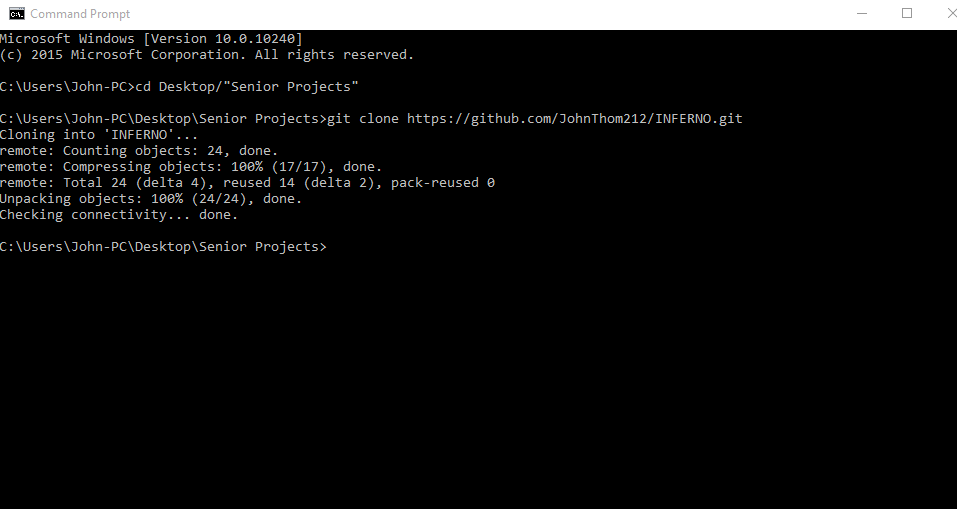 Command Prompt
Microsoft Windows [Version 10.0.10240]
(c) 2015 Microsoft Corporation. All rights reserved.
C:\Users\John-PC>cd Desktop/"Senior Projects"
C:\Users\John-PC\Desktop\Senior Projects>git clone https://github.com/JohnThom212/INFERNO.git
Cloning into 'INFERNO'...
remote: Counting objects: 24, done.
remote: Compressing objects: 100% (17/17), done.
remote: Total 24 (delta 4), reused 14 (delta 2), pack-reused 0
Unpacking objects: 100% (24/24), done.
Checking connectivity... done.
C:\Users\John-PC\Desktop\Senior Projects>